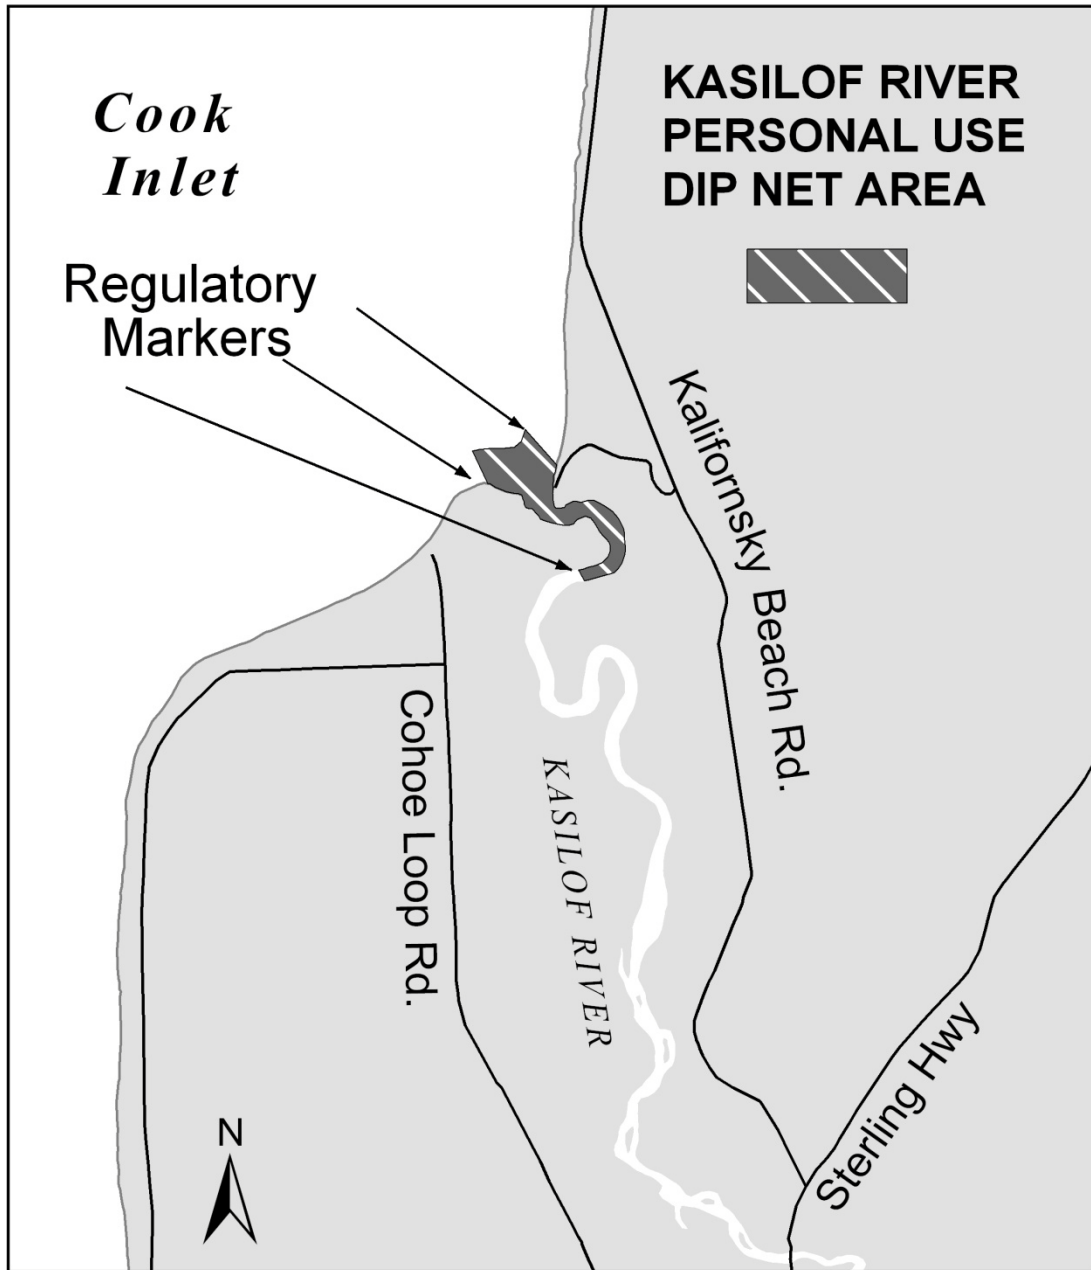 Cook
Inlet
KASILOF RIVER
PERSONAL USE
DIP NET AREA
Regulatory
Markers
Kalifornsky Beach Rd.
Cohoe Loop Rd.
KASILOF RIVER
Sterling Hwy
N